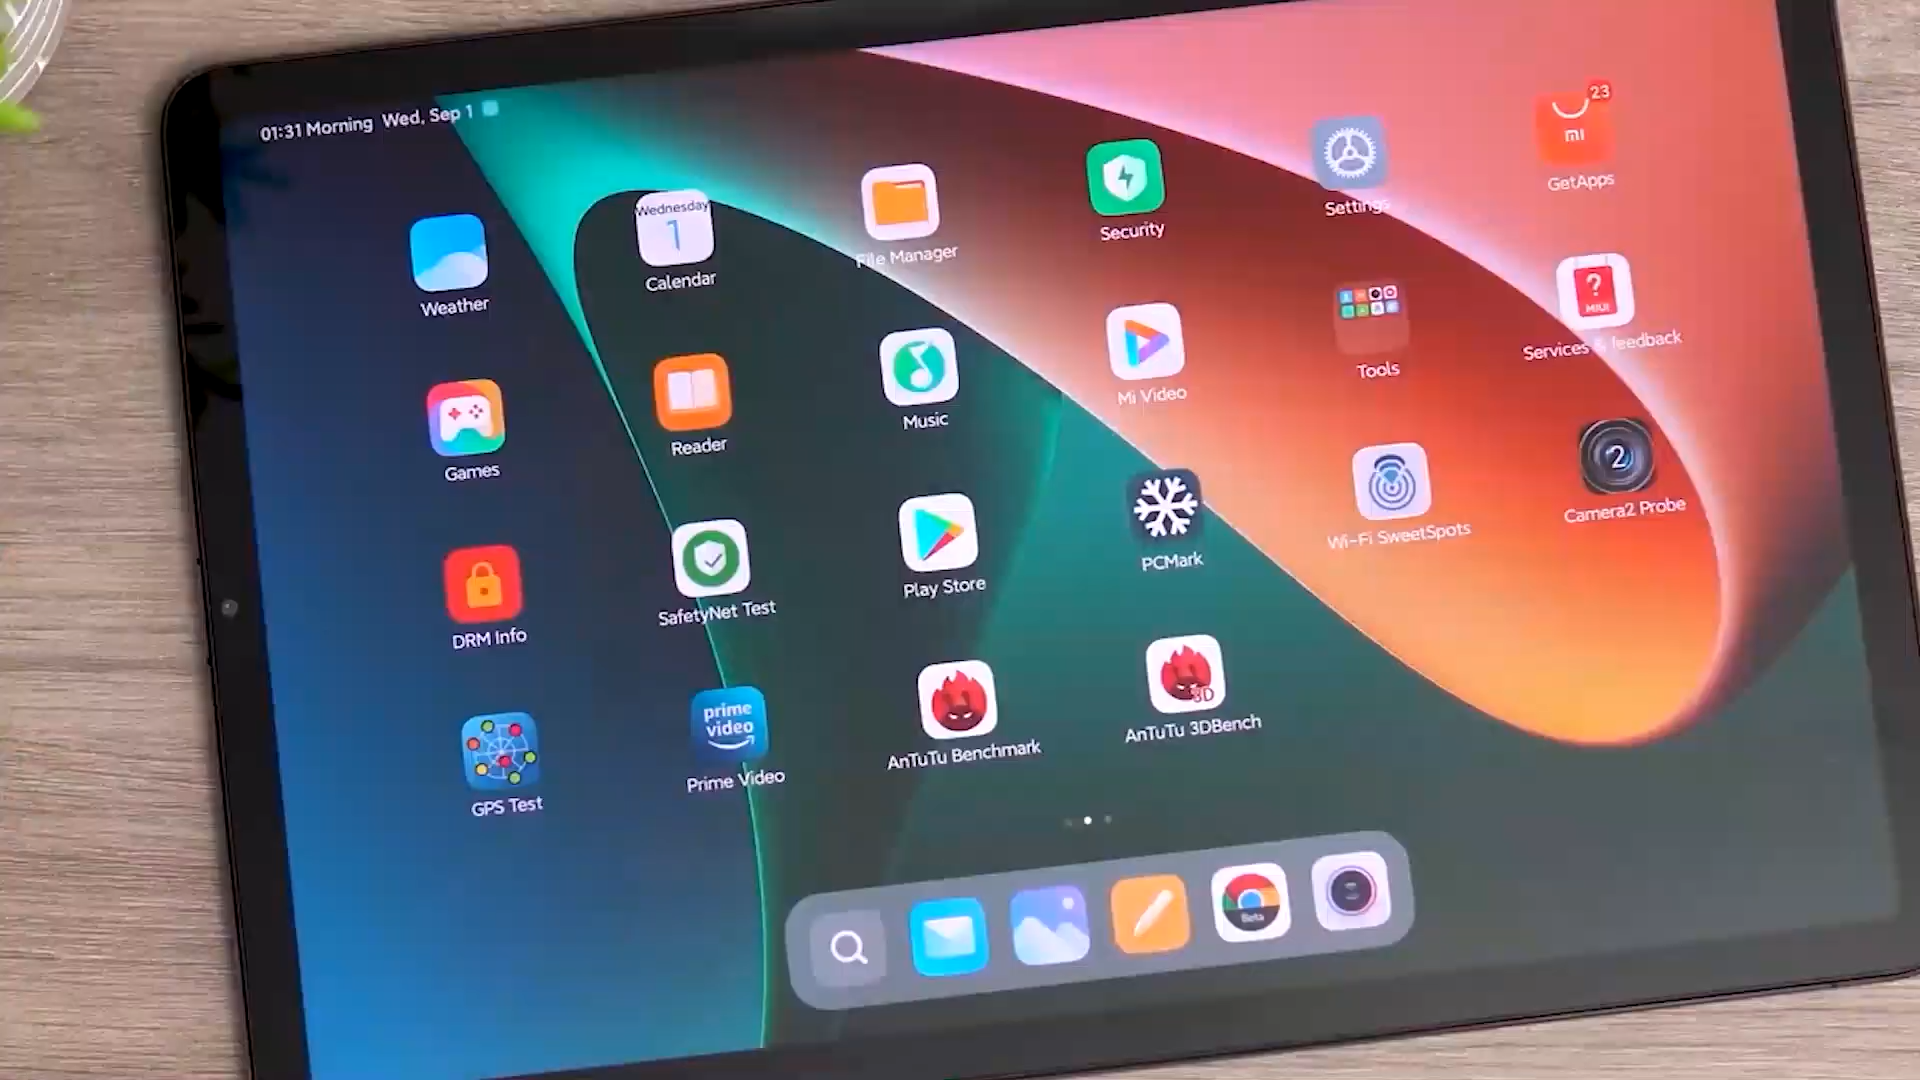 01:31 Morning Wed, Sep 1
Weather
Wednesday
1
Calendar
File Manager
Security
Settings
23
mi
GetApps
Games
Reader
Music
Mi Video
Tools
?
MIUI
Services & feedback
DRM Info
SafetyNet Test
Play Store
PCMark
Wi-Fi SweetSpots
2
Camera2 Probe
GPS Test
prime
video
Prime Video
AnTuTu Benchmark
3D
AnTuTu 3DBench
Beta